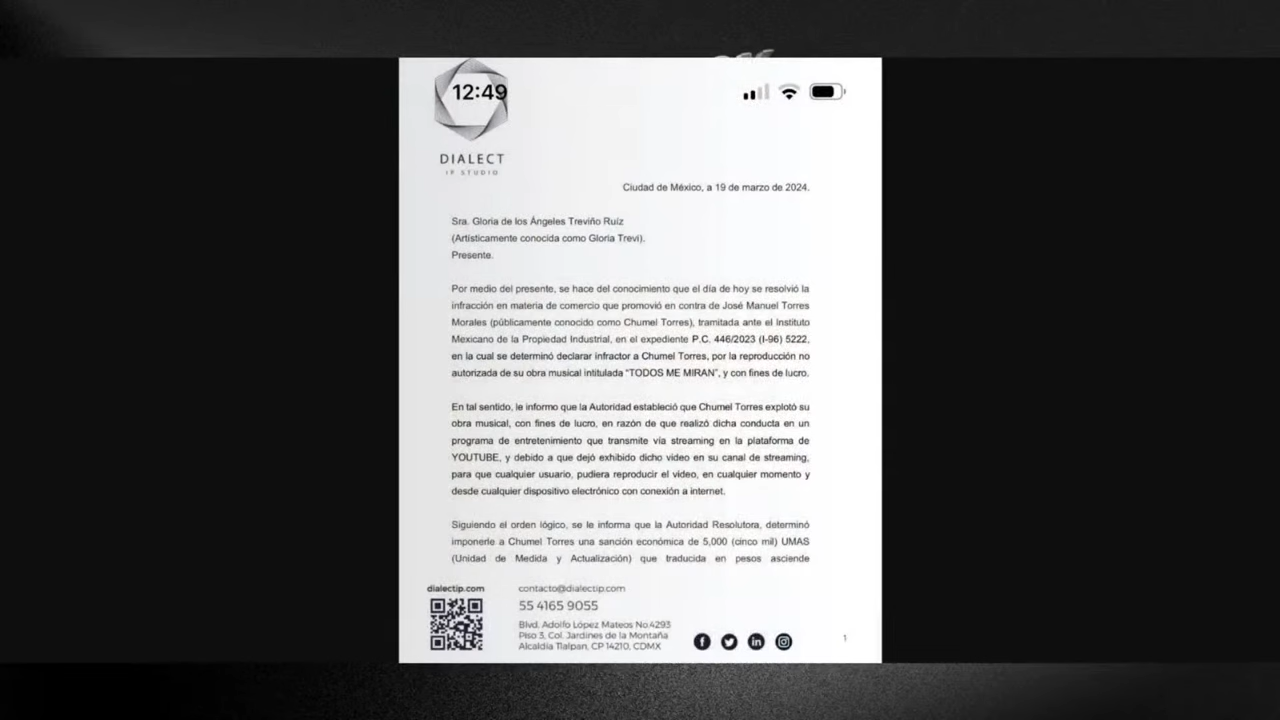 12:49
DIALECT
IP STUDIO
Ciudad de México, a 19 de marzo de 2024.
Sra. Gloria de los Ángeles Treviño Ruíz
(Artísticamente conocida como Gloria Trevi).
Presente.
Por medio del presente, se hace del conocimiento que el día de hoy se resolvió la
infracción en materia de comercio que promovió en contra de José Manuel Torres
Morales (públicamente conocido como Chumel Torres), tramitada ante el Instituto
Mexicano de la Propiedad Industrial, en el expediente P.C. 446/2023 (I-96) 5222,
en la cual se determinó declarar infractor a Chumel Torres, por la reproducción no
autorizada de su obra musical intitulada “TODOS ME MIRAN”, y con fines de lucro.
En tal sentido, le informo que la Autoridad estableció que Chumel Torres explotó su
obra musical, con fines de lucro, en razón de que realizó dicha conducta en un
programa de entretenimiento que transmite vía streaming en la plataforma de
YOUTUBE, y debido a que dejó exhibido dicho video en su canal de streaming,
para que cualquier usuario, pudiera reproducir el video, en cualquier momento y
desde cualquier dispositivo electrónico con conexión a internet.
Siguiendo el orden lógico, se le informa que la Autoridad Resolutora, determinó
imponerle a Chumel Torres una sanción económica de 5,000 (cinco mil) UMAS
(Unidad de Medida y Actualización) que traducida en pesos asciende
dialectip.com
contacto@dialectip.com
55 4165 9055
Blvd. Adolfo López Mateos No.4293
Piso 3, Col. Jardines de la Montaña
Alcaldía Tlalpan, CP 14210, CDMX
1